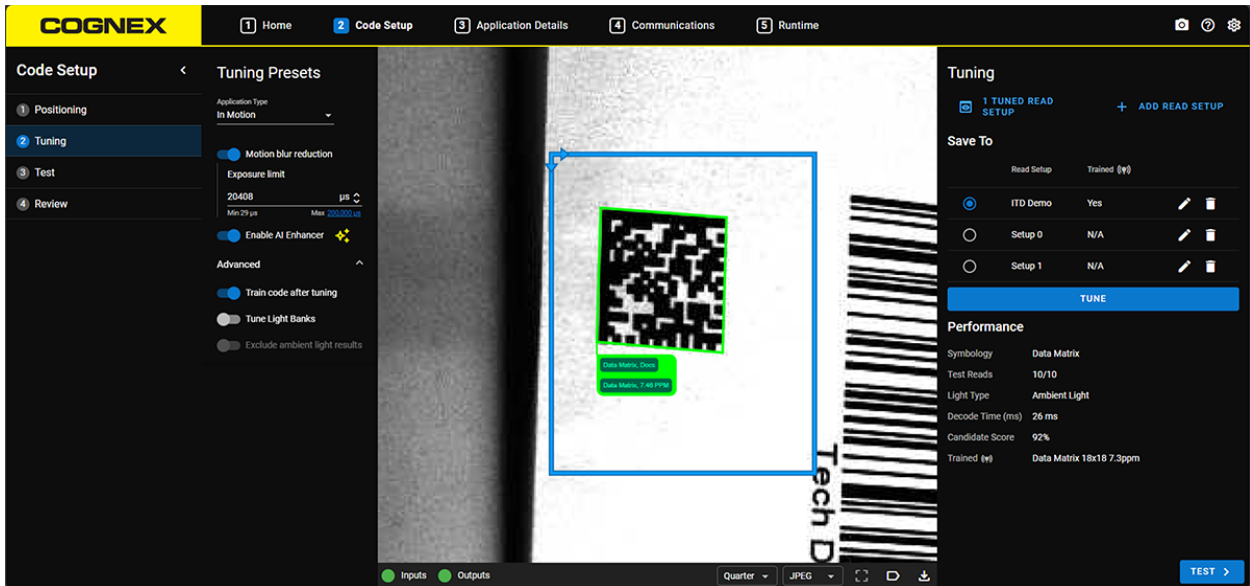 COGNEX
1 Home
2 Code Setup
3 Application Details
4 Communications
5 Runtime
Code Setup
1 Positioning
2 Tuning
3 Test
4 Review
Tuning Presets
Application Type
In Motion
Motion blur reduction
Exposure limit
20408 μs
Min 29 μs Max 200,000 μs
Enable AI Enhancer
Advanced
Train code after tuning
Tune Light Banks
Exclude ambient light results
Data Matrix, Docs
Data Matrix, 7.46 PPM
Tech D
Inputs
Outputs
Quarter
JPEG
Tuning
1 TUNED READ
SETUP
+ ADD READ SETUP
Save To
Read Setup Trained
ITD Demo Yes
Setup 0 N/A
Setup 1 N/A
TUNE
Performance
Symbology Data Matrix
Test Reads 10/10
Light Type Ambient Light
Decode Time (ms) 26 ms
Candidate Score 92%
Trained Data Matrix 18x18 7.3ppm
TEST >